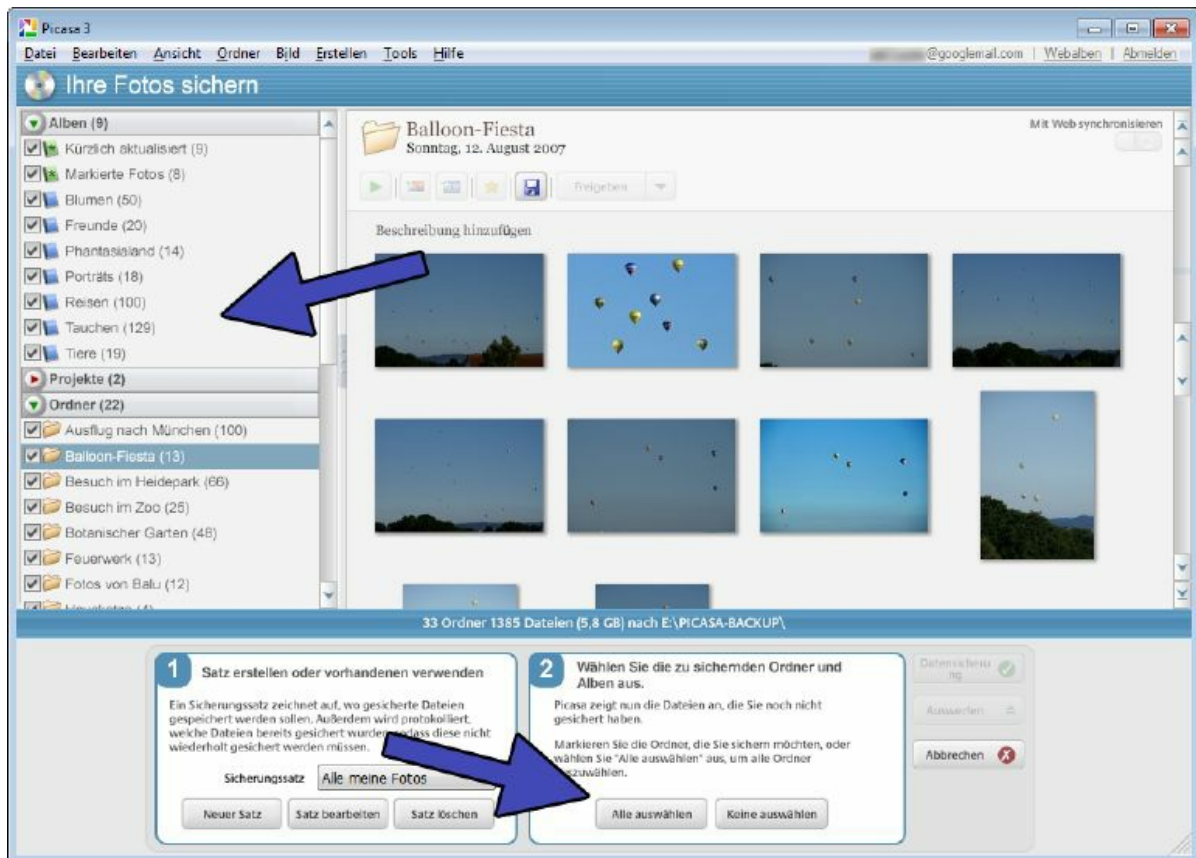 Picasa 3
Datei Bearbeiten Ansicht Ordner Bild Erstellen Tools Hilfe
@googlemail.com | Webalben | Abmelden
Ihre Fotos sichern
Alben (9)
Kürzlich aktualisiert (9)
Markierte Fotos (8)
Blumen (50)
Freunde (20)
Phantasialand (14)
Porträts (18)
Reisen (100)
Tauchen (129)
Tiere (19)
Projekte (2)
Ordner (22)
Ausflug nach München (100)
Balloon-Fiesta (13)
Besuch im Heidepark (66)
Besuch im Zoo (25)
Botanischer Garten (48)
Feuerwerk (13)
Fotos von Balu (12)
Balloon-Fiesta
Sonntag, 12. August 2007
Mit Web synchronisieren
Freigeben
Beschreibung hinzufügen
33 Ordner 1385 Dateien (5,8 GB) nach E:\PICASA-BACKUP\
1 Satz erstellen oder vorhandenen verwenden
Ein Sicherungssatz zeichnet auf, wo gesicherte Dateien
gespeichert werden sollen. Außerdem wird protokolliert,
welche Dateien bereits gesichert wurden, sodass diese nicht
wiederholt gesichert werden müssen.
Sicherungssatz Alle meine Fotos
Neuer Satz Satz bearbeiten Satz löschen
2 Wählen Sie die zu sichernden Ordner und
Alben aus.
Picasa zeigt nun die Dateien an, die Sie noch nicht
gesichert haben.
Markieren Sie die Ordner, die Sie sichern möchten, oder
wählen Sie "Alle auswählen" aus, um alle Ordner
auszuwählen.
Alle auswählen Keine auswählen
Datensicheru
ng
Auswerfen
Abbrechen